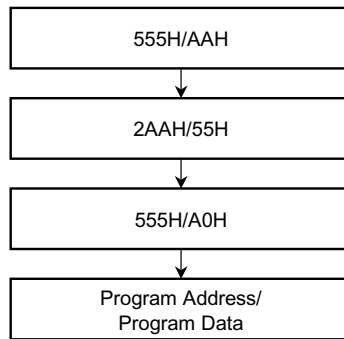 555H/AAH
2AAH/55H
555H/A0H
Program Address/
Program Data